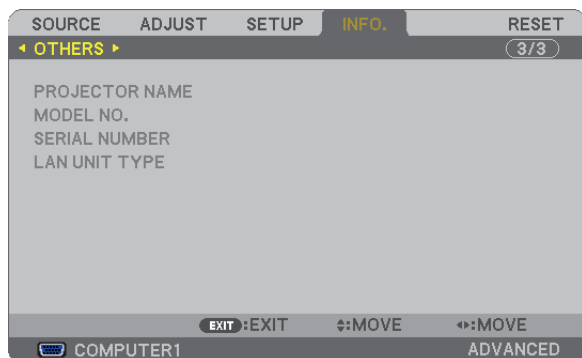 SOURCE ADJUST SETUP INFO. RESET
OTHERS 3/3
PROJECTOR NAME
MODEL NO.
SERIAL NUMBER
LAN UNIT TYPE
EXIT :EXIT :MOVE :MOVE
COMPUTER1 ADVANCED